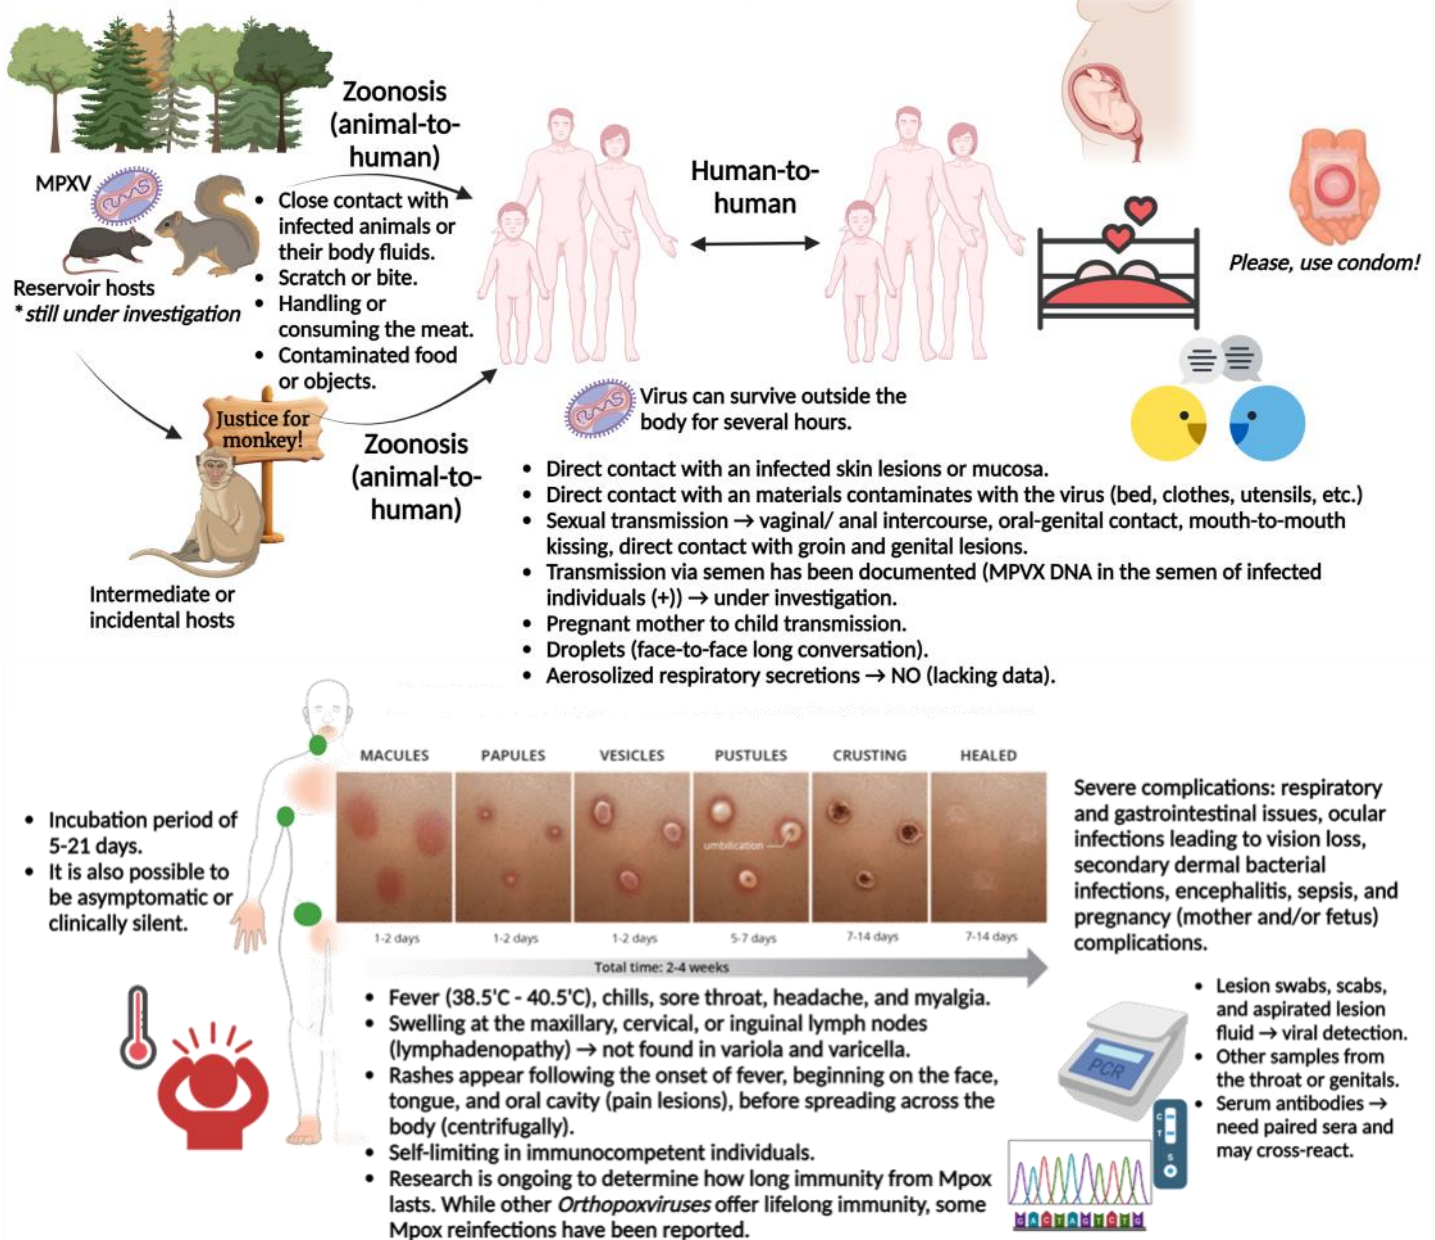 Zoonosis
(animal-to-
human)
MPXV
Reservoir hosts
*still under investigation
• Close contact with
infected animals or
their body fluids.
• Scratch or bite.
• Handling or
consuming the meat.
• Contaminated food
or objects.
Justice for
monkey!
Zoonosis
(animal-to-
human)
Intermediate or
incidental hosts
Human-to-
human
Please, use condom!
Virus can survive outside the
body for several hours.
• Direct contact with an infected skin lesions or mucosa.
• Direct contact with an materials contaminates with the virus (bed, clothes, utensils, etc.)
• Sexual transmission → vaginal/ anal intercourse, oral-genital contact, mouth-to-mouth
kissing, direct contact with groin and genital lesions.
• Transmission via semen has been documented (MPVX DNA in the semen of infected
individuals (+)) → under investigation.
• Pregnant mother to child transmission.
• Droplets (face-to-face long conversation).
• Aerosolized respiratory secretions → NO (lacking data).
• Incubation period of
5-21 days.
• It is also possible to
be asymptomatic or
clinically silent.
MACULES PAPULES VESICLES PUSTULES CRUSTING HEALED
umbilication
1-2 days 1-2 days 1-2 days 5-7 days 7-14 days 7-14 days
Total time: 2-4 weeks
Severe complications: respiratory
and gastrointestinal issues, ocular
infections leading to vision loss,
secondary dermal bacterial
infections, encephalitis, sepsis, and
pregnancy (mother and/or fetus)
complications.
• Fever (38.5'C - 40.5'C), chills, sore throat, headache, and myalgia.
• Swelling at the maxillary, cervical, or inguinal lymph nodes
(lymphadenopathy) → not found in variola and varicella.
• Rashes appear following the onset of fever, beginning on the face,
tongue, and oral cavity (pain lesions), before spreading across the
body (centrifugally).
• Self-limiting in immunocompetent individuals.
• Research is ongoing to determine how long immunity from Mpox
lasts. While other Orthopoxviruses offer lifelong immunity, some
Mpox reinfections have been reported.
PCR
• Lesion swabs, scabs,
and aspirated lesion
fluid → viral detection.
• Other samples from
the throat or genitals.
• Serum antibodies →
need paired sera and
may cross-react.
C
T
S
G A C T A G T C T G